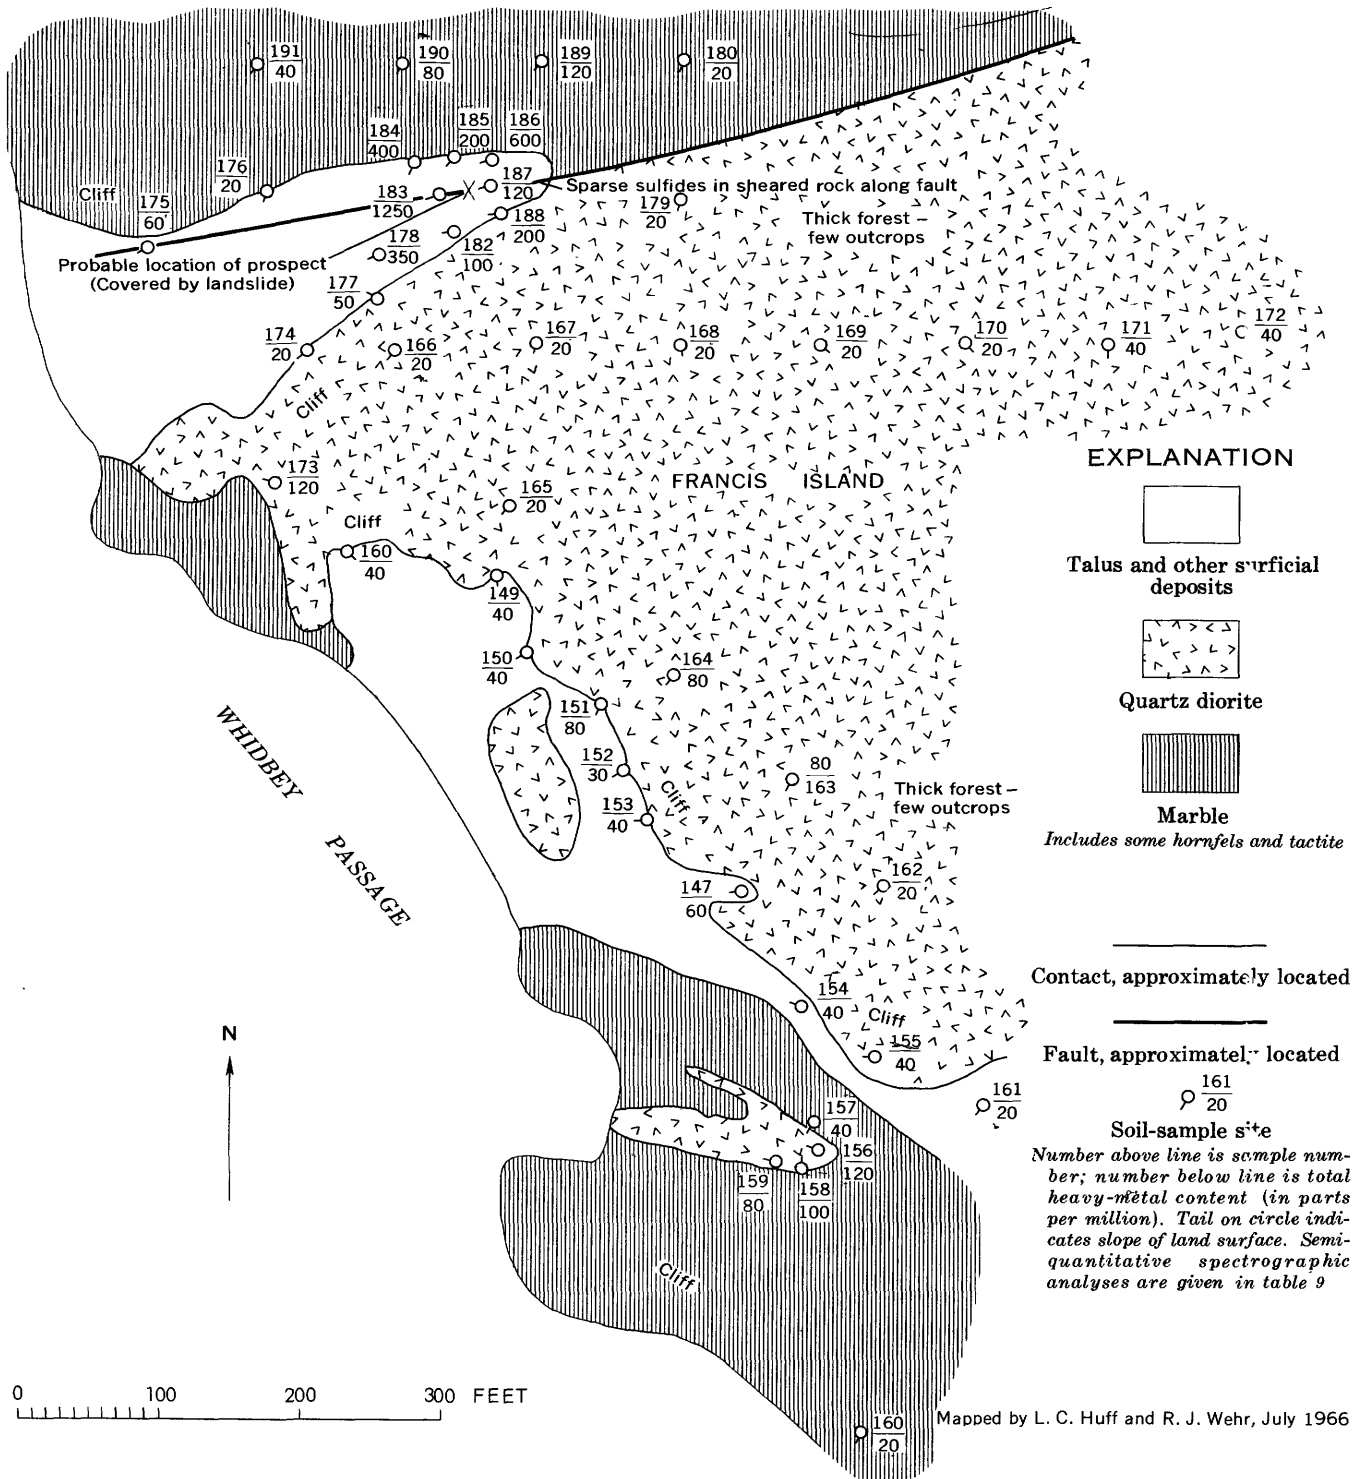 191
40
190
80
189
120
180
20
184
400
185
200
186
600
176
20
187
120
Sparse sulfides in sheared rock along fault
Cliff
175
60
183
1250
188
200
179
20
Thick forest –
few outcrops
178
350
182
100
Probable location of prospect
(Covered by landslide)
177
50
174
20
166
20
167
20
168
20
169
20
170
20
171
40
172
40
Cliff
173
120
165
20
FRANCIS ISLAND
Cliff
160
40
149
40
150
40
164
80
151
80
152
30
Cliff
153
40
80
163
Thick forest –
few outcrops
162
20
147
60
WHIDBEY
PASSAGE
154
40
Cliff
155
40
161
20
157
40
156
120
159
80
158
100
Cliff
160
20
N
0 100 200 300 FEET
EXPLANATION
Talus and other surficial
deposits
Quartz diorite
Marble
Includes some hornfels and tactite
Contact, approximately located
Fault, approximately located
161
20
Soil-sample site
Number above line is sample num-
ber; number below line is total
heavy-metal content (in parts
per million). Tail on circle indi-
cates slope of land surface. Semi-
quantitative spectrographic
analyses are given in table 9
Mapped by L. C. Huff and R. J. Wehr, July 1966